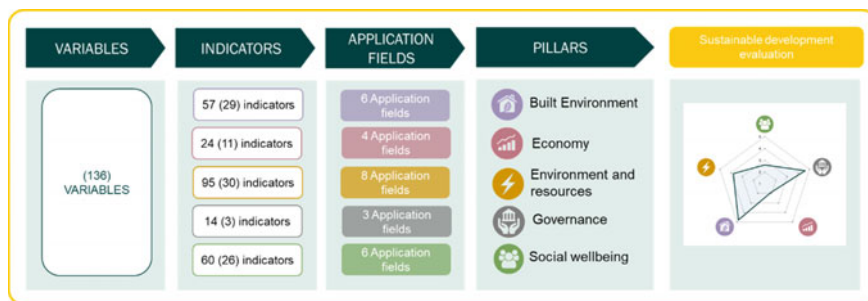 VARIABLES
INDICATORS
APPLICATION
FIELDS
PILLARS
Sustainable development
evaluation
(136)
VARIABLES
57 (29) indicators
24 (11) indicators
95 (30) indicators
14 (3) indicators
60 (26) indicators
6 Application
fields
4 Application
fields
8 Application
fields
3 Application
fields
6 Application
fields
Built Environment
Economy
Environment and
resources
Governance
Social wellbeing